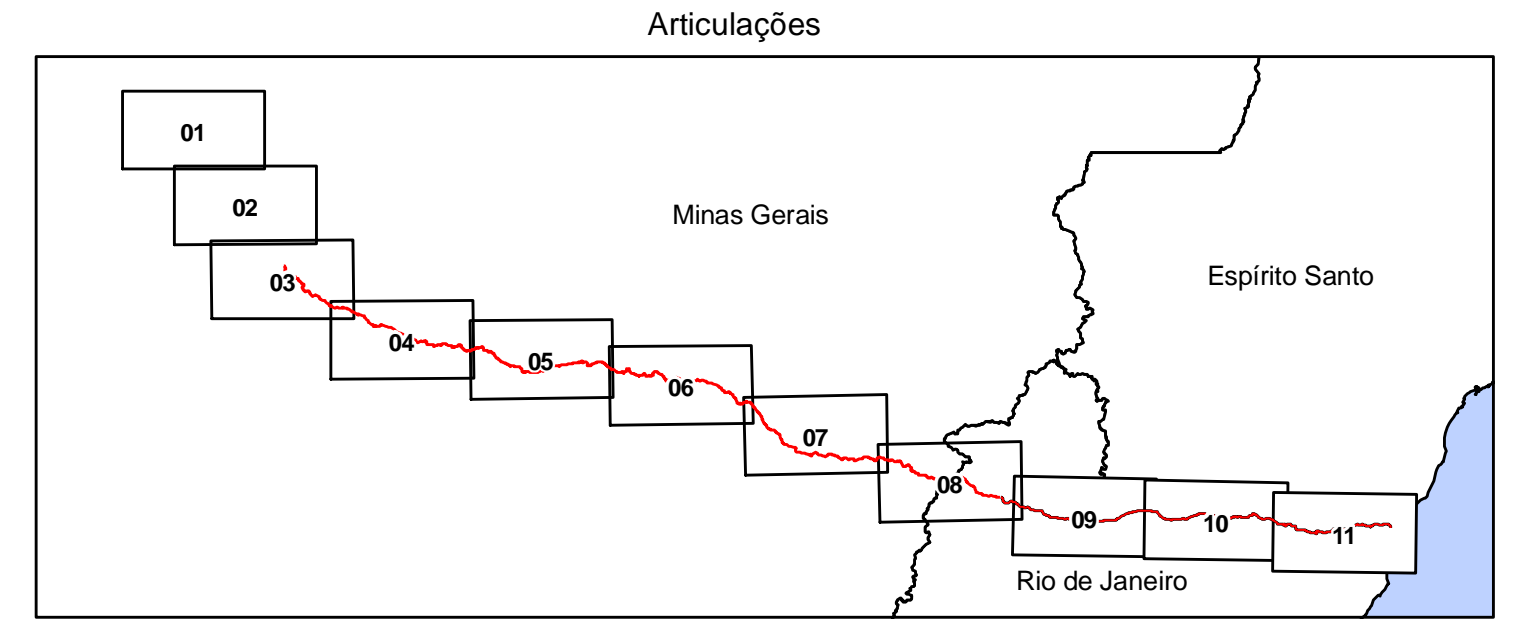 Articulações
01
02
Minas Gerais
Espírito Santo
03
04
05
06
07
08
09
10
11
Rio de Janeiro